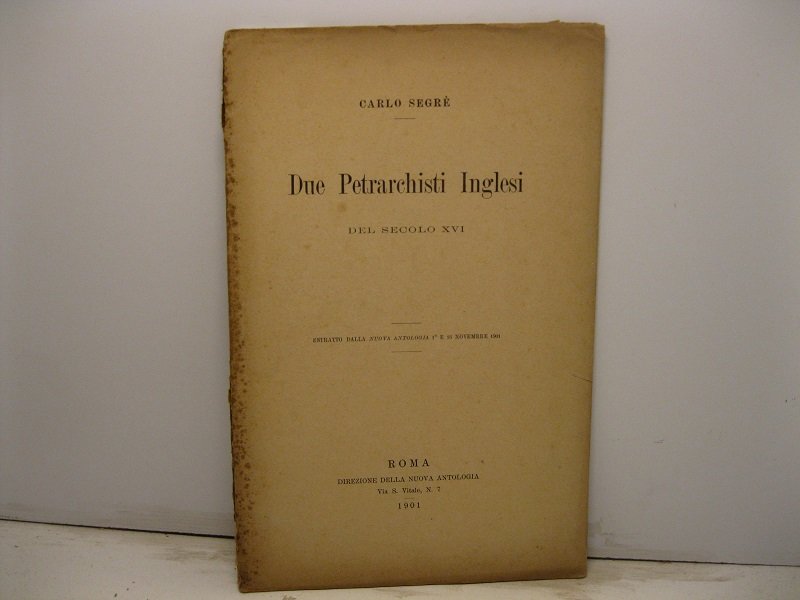 CARLO SEGRÈ
Due Petrarchisti Inglesi
DEL SECOLO XVI
ESTRATTO DALLA NUOVA ANTOLOGIA 1° E 16 NOVEMBRE 1901
ROMA
DIREZIONE DELLA NUOVA ANTOLOGIA
Via S. Vitale, N. 7
1901